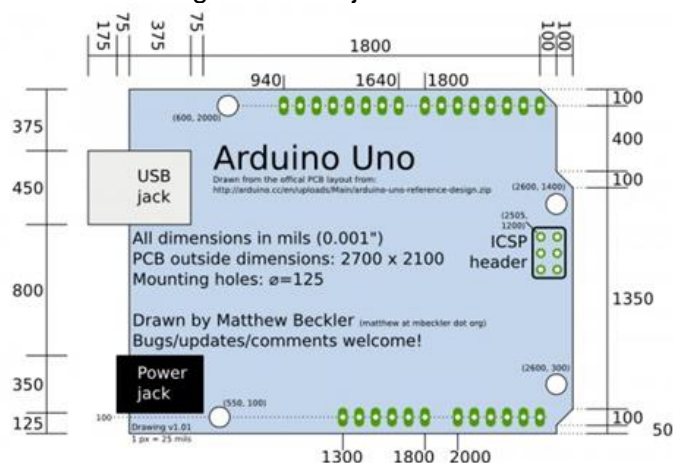 175
75
375
75
1800
100
100
940
1640
1800
375
450
800
350
125
100
400
100
1350
100
50
(600, 2000)
Arduino Uno
Drawn from the offical PCB layout from:
http://arduino.cc/en/uploads/Main/arduino-uno-reference-design.zip
(2600, 1400)
USB
jack
(2505,
1200)
ICSP
header
All dimensions in mils (0.001")
PCB outside dimensions: 2700 x 2100
Mounting holes: ⌀=125
Drawn by Matthew Beckler (matthew at mbeckler dot org)
Bugs/updates/comments welcome!
Power
jack
(2600, 300)
(550, 100)
100
Drawing v1.01
1 px = 25 mils
1300
1800
2000